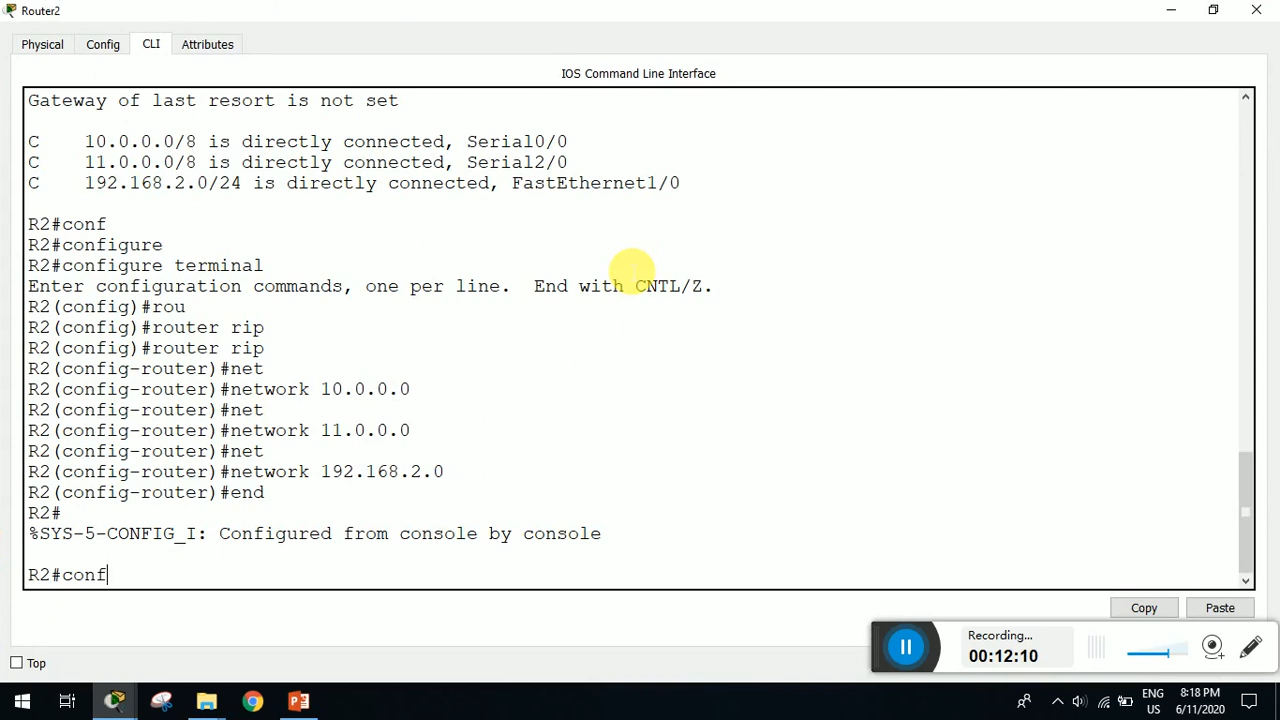 Router2
Physical Config CLI Attributes
IOS Command Line Interface
Gateway of last resort is not set
C    10.0.0.0/8 is directly connected, Serial0/0
C    11.0.0.0/8 is directly connected, Serial2/0
C    192.168.2.0/24 is directly connected, FastEthernet1/0
R2#conf
R2#configure
R2#configure terminal
Enter configuration commands, one per line.  End with CNTL/Z.
R2(config)#rou
R2(config)#router rip
R2(config)#router rip
R2(config-router)#net
R2(config-router)#network 10.0.0.0
R2(config-router)#net
R2(config-router)#network 11.0.0.0
R2(config-router)#net
R2(config-router)#network 192.168.2.0
R2(config-router)#end
R2#
%SYS-5-CONFIG_I: Configured from console by console
R2#conf
Copy Paste
Recording...
00:12:10
Top
ENG 8:18 PM
US 6/11/2020